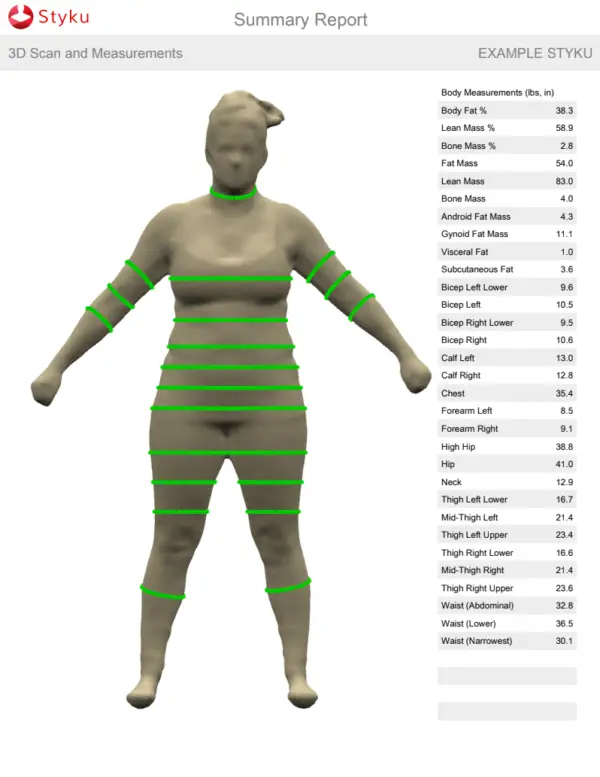 Styku
Summary Report
3D Scan and Measurements
EXAMPLE STYKU
Body Measurements (lbs, in)
Body Fat % 38.3
Lean Mass % 58.9
Bone Mass % 2.8
Fat Mass 54.0
Lean Mass 83.0
Bone Mass 4.0
Android Fat Mass 4.3
Gynoid Fat Mass 11.1
Visceral Fat 1.0
Subcutaneous Fat 3.6
Bicep Left Lower 9.6
Bicep Left 10.5
Bicep Right Lower 9.5
Bicep Right 10.6
Calf Left 13.0
Calf Right 12.8
Chest 35.4
Forearm Left 8.5
Forearm Right 9.1
High Hip 38.8
Hip 41.0
Neck 12.9
Thigh Left Lower 16.7
Mid-Thigh Left 21.4
Thigh Left Upper 23.4
Thigh Right Lower 16.6
Mid-Thigh Right 21.4
Thigh Right Upper 23.6
Waist (Abdominal) 32.8
Waist (Lower) 36.5
Waist (Narrowest) 30.1